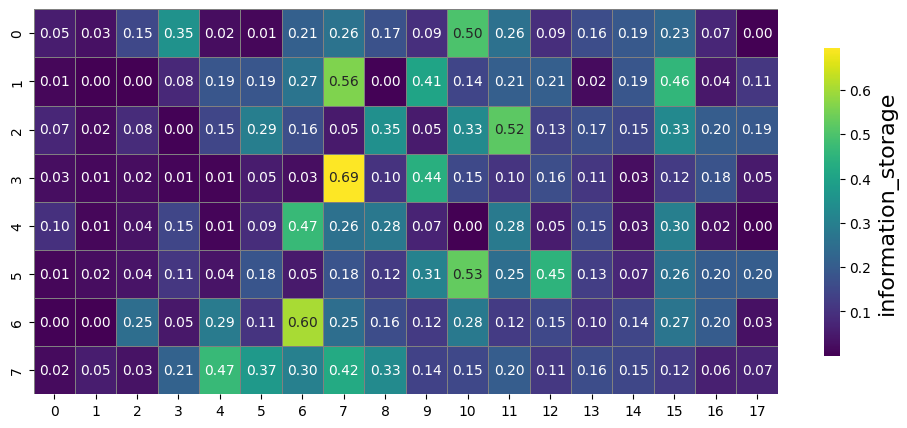 0 0.05 0.03 0.15 0.35 0.02 0.01 0.21 0.26 0.17 0.09 0.50 0.26 0.09 0.16 0.19 0.23 0.07 0.00
1 0.01 0.00 0.00 0.08 0.19 0.19 0.27 0.56 0.00 0.41 0.14 0.21 0.21 0.02 0.19 0.46 0.04 0.11
2 0.07 0.02 0.08 0.00 0.15 0.29 0.16 0.05 0.35 0.05 0.33 0.52 0.13 0.17 0.15 0.33 0.20 0.19
3 0.03 0.01 0.02 0.01 0.01 0.05 0.03 0.69 0.10 0.44 0.15 0.10 0.16 0.11 0.03 0.12 0.18 0.05
4 0.10 0.01 0.04 0.15 0.01 0.09 0.47 0.26 0.28 0.07 0.00 0.28 0.05 0.15 0.03 0.30 0.02 0.00
5 0.01 0.02 0.04 0.11 0.04 0.18 0.05 0.18 0.12 0.31 0.53 0.25 0.45 0.13 0.07 0.26 0.20 0.20
6 0.00 0.00 0.25 0.05 0.29 0.11 0.60 0.25 0.16 0.12 0.28 0.12 0.15 0.10 0.14 0.27 0.20 0.03
7 0.02 0.05 0.03 0.21 0.47 0.37 0.30 0.42 0.33 0.14 0.15 0.20 0.11 0.16 0.15 0.12 0.06 0.07
0 1 2 3 4 5 6 7 8 9 10 11 12 13 14 15 16 17
0.6
0.5
0.4
0.3
0.2
0.1
information_storage